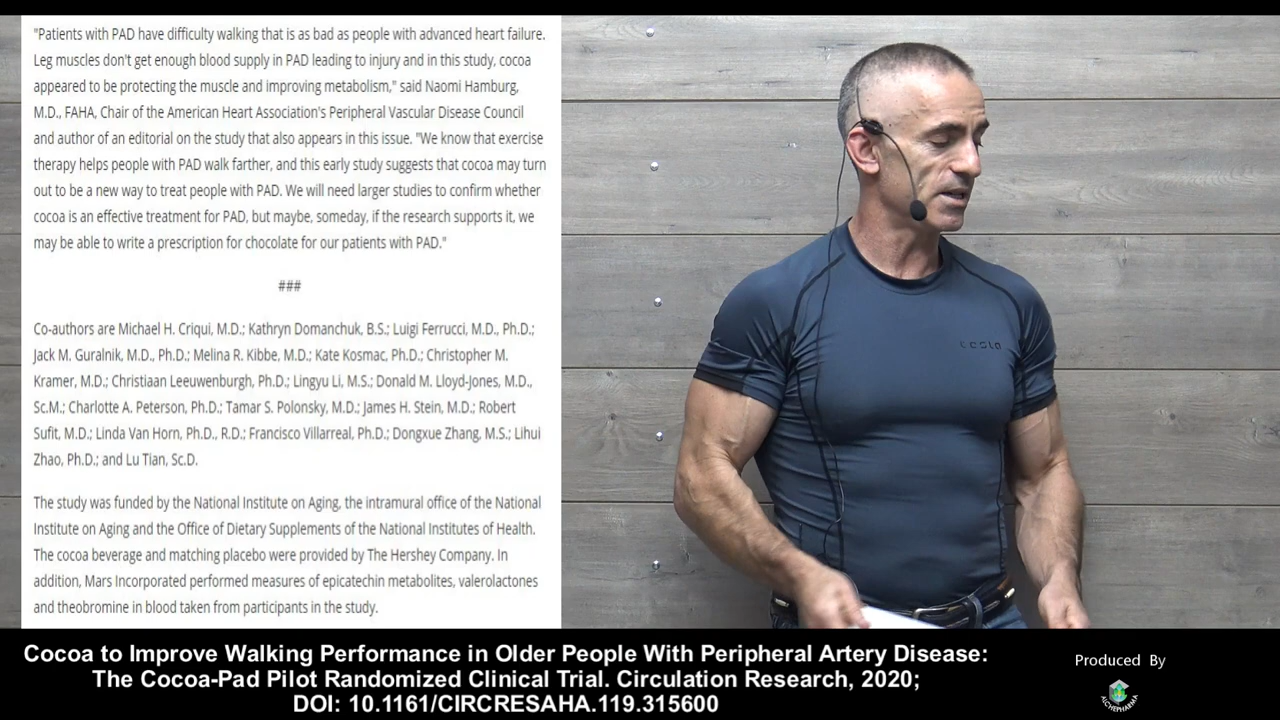 "Patients with PAD have difficulty walking that is as bad as people with advanced heart failure.
Leg muscles don't get enough blood supply in PAD leading to injury and in this study, cocoa
appeared to be protecting the muscle and improving metabolism," said Naomi Hamburg,
M.D., FAHA, Chair of the American Heart Association's Peripheral Vascular Disease Council
and author of an editorial on the study that also appears in this issue. "We know that exercise
therapy helps people with PAD walk farther, and this early study suggests that cocoa may turn
out to be a new way to treat people with PAD. We will need larger studies to confirm whether
cocoa is an effective treatment for PAD, but maybe, someday, if the research supports it, we
may be able to write a prescription for chocolate for our patients with PAD."
###
Co-authors are Michael H. Criqui, M.D.; Kathryn Domanchuk, B.S.; Luigi Ferrucci, M.D., Ph.D.;
Jack M. Guralnik, M.D., Ph.D.; Melina R. Kibbe, M.D.; Kate Kosmac, Ph.D.; Christopher M.
Kramer, M.D.; Christiaan Leeuwenburgh, Ph.D.; Lingyu Li, M.S.; Donald M. Lloyd-Jones, M.D.,
Sc.M.; Charlotte A. Peterson, Ph.D.; Tamar S. Polonsky, M.D.; James H. Stein, M.D.; Robert
Sufit, M.D.; Linda Van Horn, Ph.D., R.D.; Francisco Villarreal, Ph.D.; Dongxue Zhang, M.S.; Lihui
Zhao, Ph.D.; and Lu Tian, Sc.D.
The study was funded by the National Institute on Aging, the intramural office of the National
Institute on Aging and the Office of Dietary Supplements of the National Institutes of Health.
The cocoa beverage and matching placebo were provided by The Hershey Company. In
addition, Mars Incorporated performed measures of epicatechin metabolites, valerolactones
and theobromine in blood taken from participants in the study.
tesla
Cocoa to Improve Walking Performance in Older People With Peripheral Artery Disease:
The Cocoa-Pad Pilot Randomized Clinical Trial. Circulation Research, 2020;
DOI: 10.1161/CIRCRESAHA.119.315600
Produced By
ALCHEPHARMA